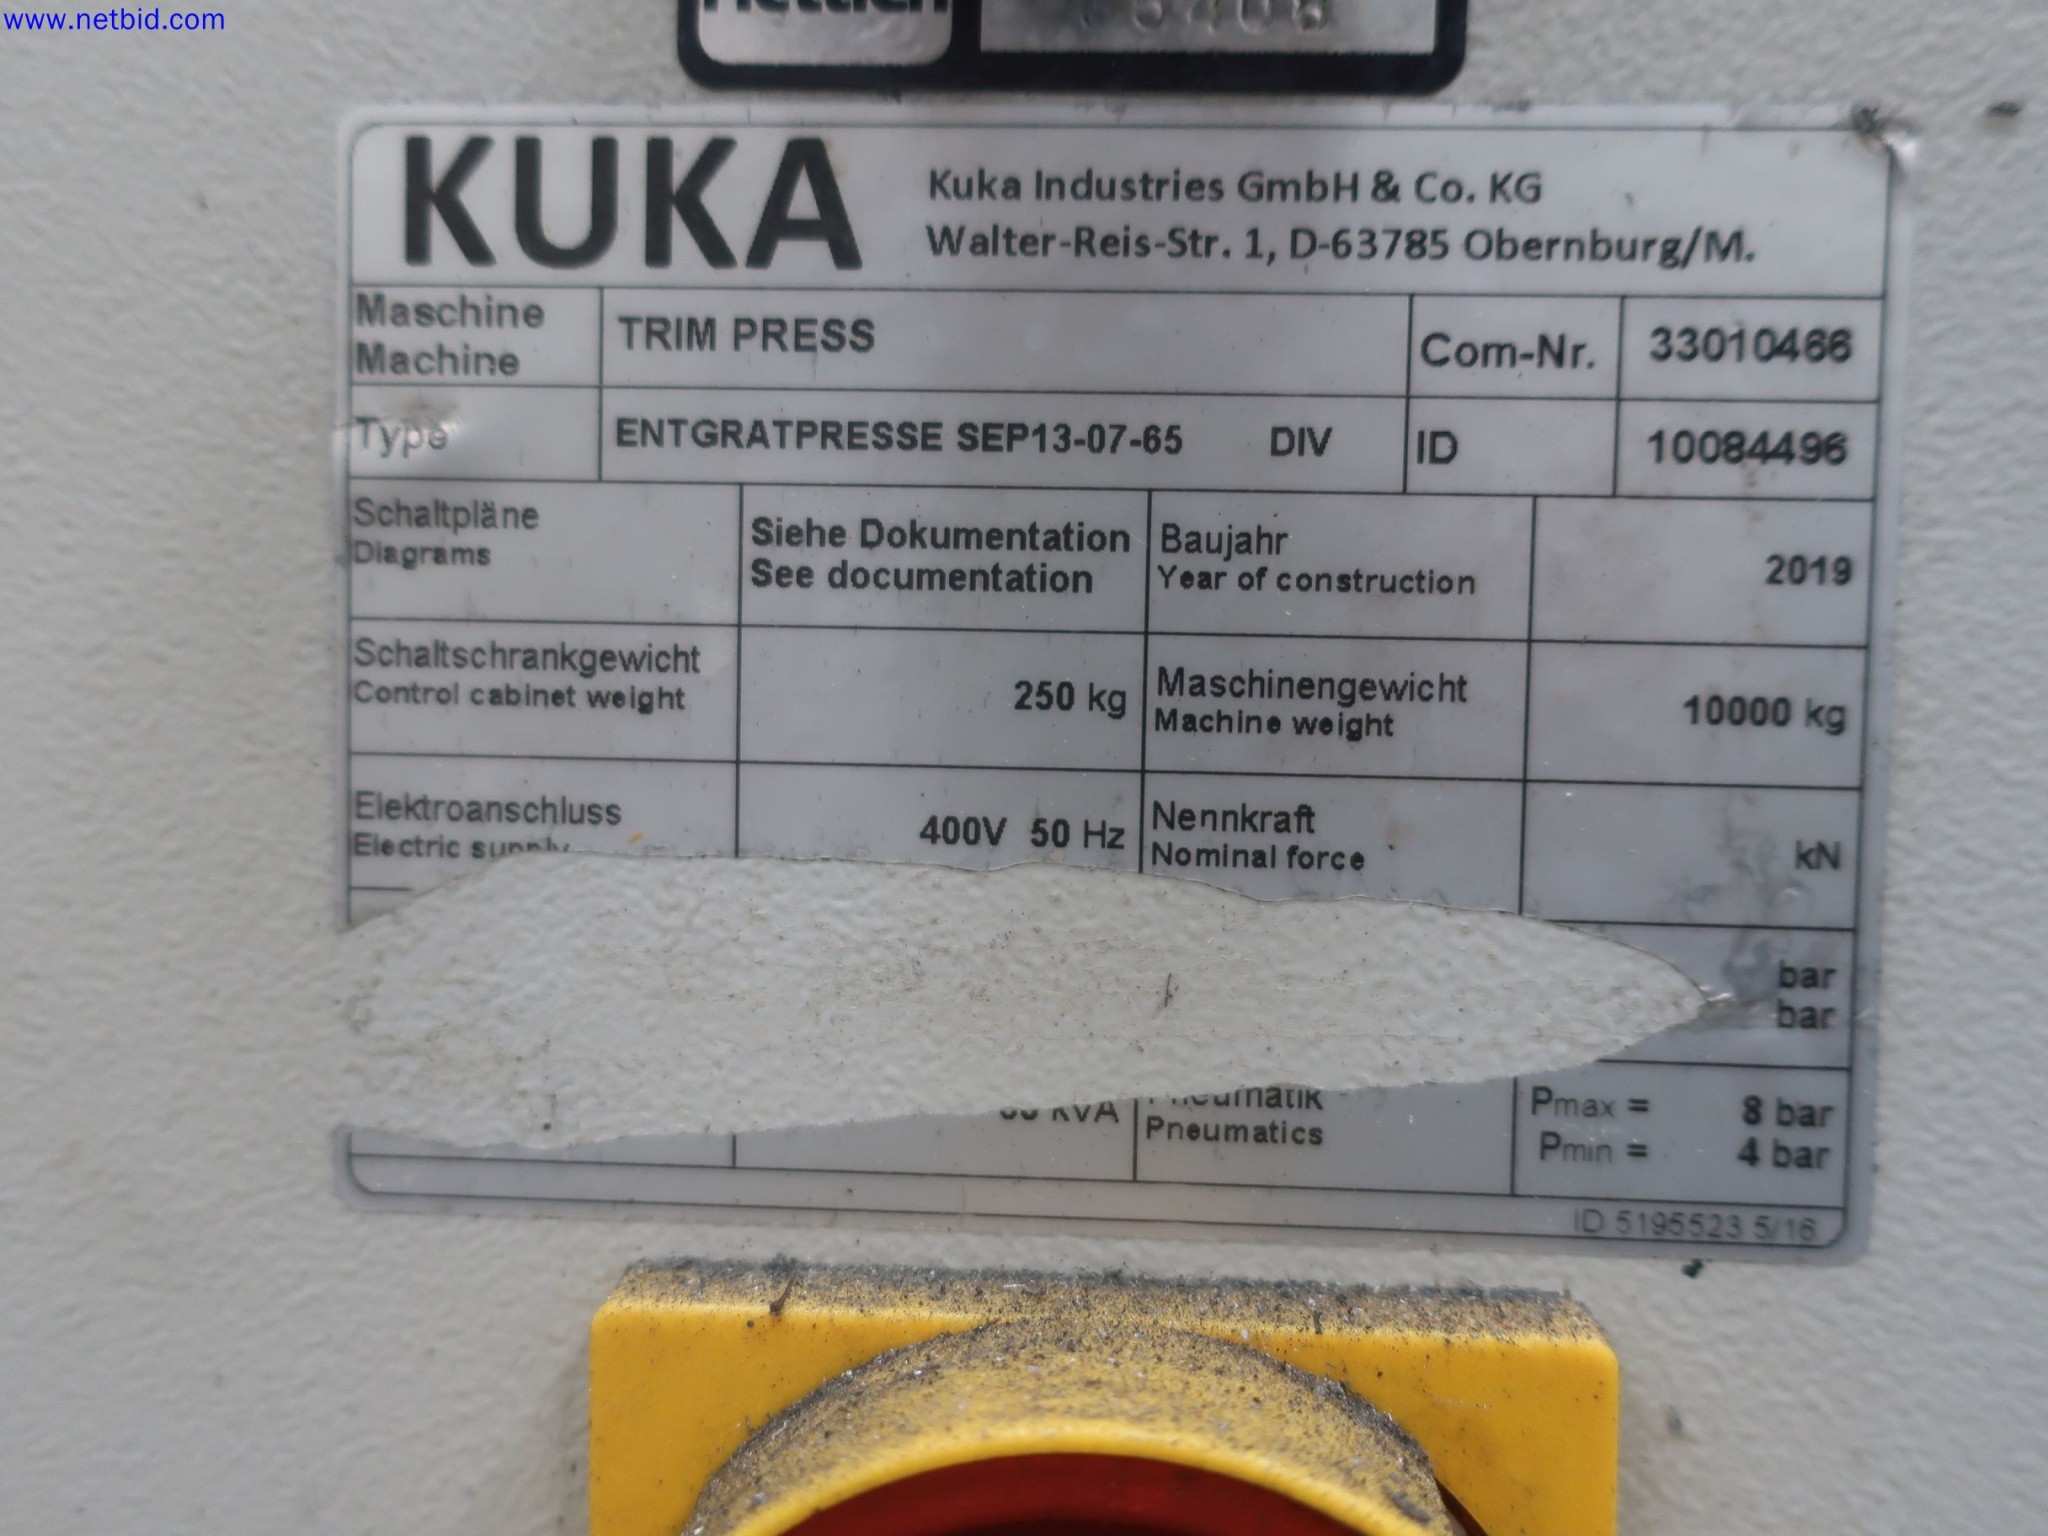 www.netbid.com
KUKA
Kuka Industries GmbH & Co. KG
Walter-Reis-Str. 1, D-63785 Obernburg/M.
Maschine
Machine
TRIM PRESS
Com-Nr.
33010466
Type
ENTGRATPRESSE SEP13-07-65 DIV
ID
10084496
Schaltpläne
Diagrams
Siehe Dokumentation
See documentation
Baujahr
Year of construction
2019
Schaltschrankgewicht
Control cabinet weight
250 kg
Maschinengewicht
Machine weight
10000 kg
Elektroanschluss
Electric supply
400V 50 Hz
Nennkraft
Nominal force
kN
bar
bar
kVA
Pneumatik
Pneumatics
Pmax = 8 bar
Pmin = 4 bar
ID 5195523 5/16